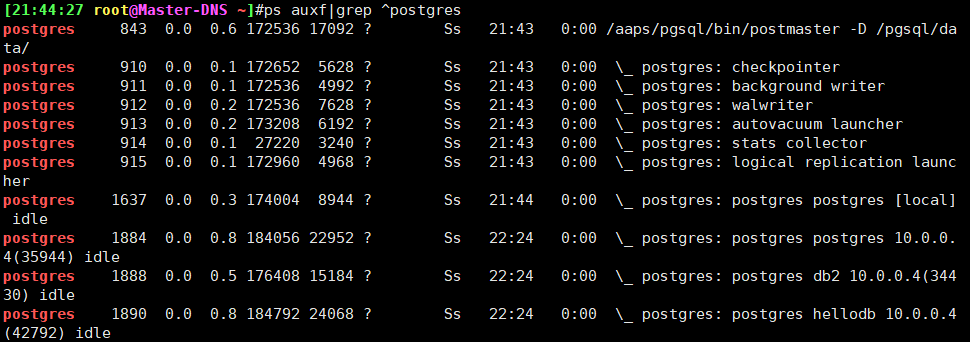 [21:44:27 root@Master-DNS ~]#ps auxf|grep ^postgres
postgres     843  0.0  0.6 172536 17092 ?        Ss   21:43   0:00 /aaps/pgsql/bin/postmaster -D /pgsql/da
ta/
postgres     910  0.0  0.1 172652  5628 ?        Ss   21:43   0:00  \_ postgres: checkpointer
postgres     911  0.0  0.1 172536  4992 ?        Ss   21:43   0:00  \_ postgres: background writer
postgres     912  0.0  0.2 172536  7628 ?        Ss   21:43   0:00  \_ postgres: walwriter
postgres     913  0.0  0.2 173208  6192 ?        Ss   21:43   0:00  \_ postgres: autovacuum launcher
postgres     914  0.0  0.1  27220  3240 ?        Ss   21:43   0:00  \_ postgres: stats collector
postgres     915  0.0  0.1 172960  4968 ?        Ss   21:43   0:00  \_ postgres: logical replication launc
her
postgres    1637  0.0  0.3 174004  8944 ?        Ss   21:44   0:00  \_ postgres: postgres postgres [local]
 idle
postgres    1884  0.0  0.8 184056 22952 ?        Ss   22:24   0:00  \_ postgres: postgres postgres 10.0.0.
4(35944) idle
postgres    1888  0.0  0.5 176408 15184 ?        Ss   22:24   0:00  \_ postgres: postgres db2 10.0.0.4(344
30) idle
postgres    1890  0.0  0.8 184792 24068 ?        Ss   22:24   0:00  \_ postgres: postgres hellodb 10.0.0.4
(42792) idle